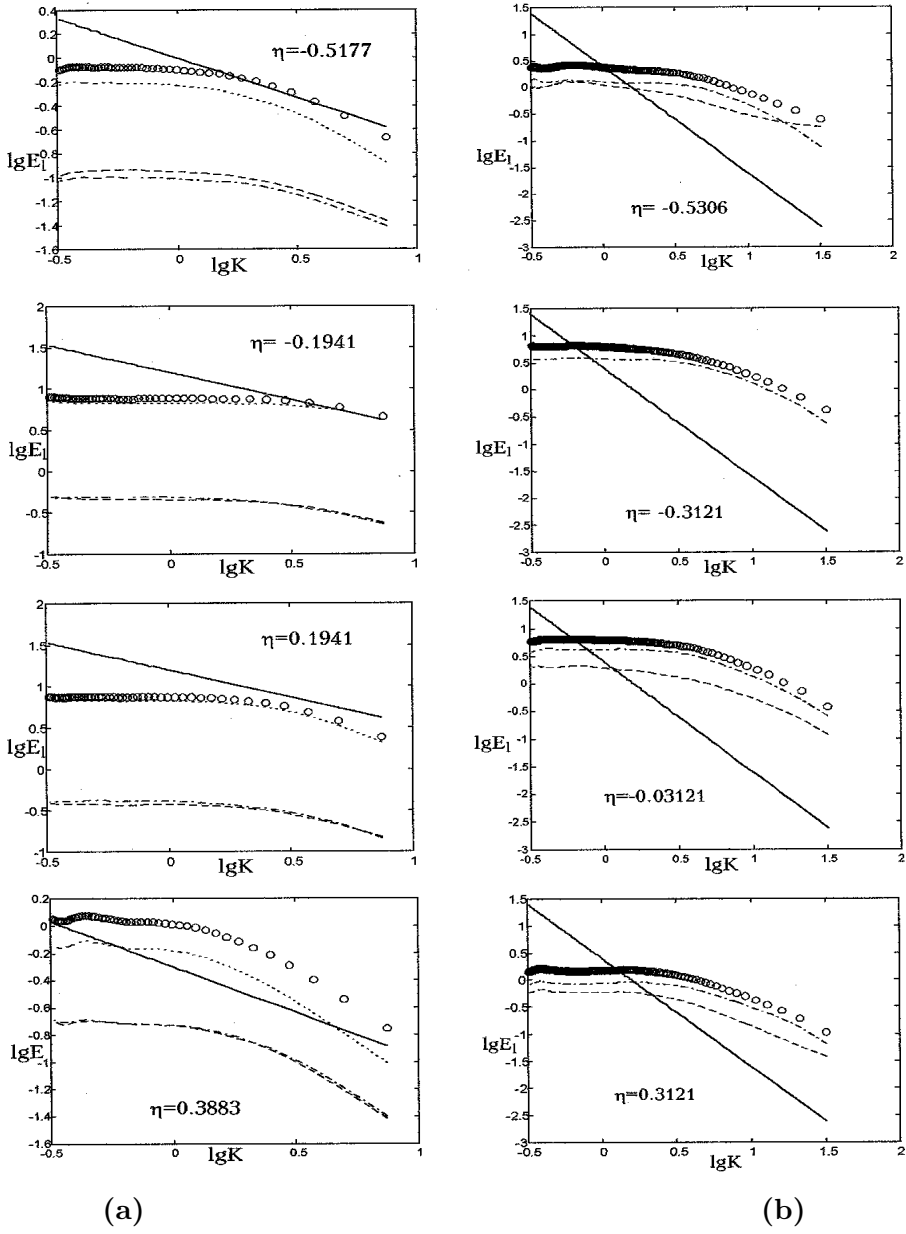 0.4
0.2
η=-0.5177
0
-0.2
-0.4
-0.6
lgE₁
-0.8
-1
-1.2
-1.4
-1.6
-0.5 0 0.5 1
lgK
1.5
1
0.5
0
-0.5
lgE₁
-1
-1.5
η= -0.5306
-2
-2.5
-3
-0.5 0 0.5 1 1.5 2
lgK
2
η= -0.1941
1.5
1
0.5
lgE₁
0
-0.5
-1
-0.5 0 0.5 1
lgK
1.5
1
0.5
0
-0.5
lgE₁
-1
-1.5
-2
η= -0.3121
-2.5
-3
-0.5 0 0.5 1 1.5 2
lgK
2
η=0.1941
1.5
1
0.5
lgE₁
0
-0.5
-1
-0.5 0 0.5 1
lgK
1.5
1
0.5
0
-0.5
lgE₁
-1
-1.5
η=-0.03121
-2
-2.5
-3
-0.5 0 0.5 1 1.5 2
lgK
0.2
0
-0.2
-0.4
-0.6
-0.8
lgE
-1
-1.2
η=0.3883
-1.4
-1.6
-0.5 0 0.5 1
lgK
1.5
1
0.5
0
-0.5
-1
lgE₁
-1.5
η=0.3121
-2
-2.5
-3
-0.5 0 0.5 1 1.5 2
lgK
(a)
(b)